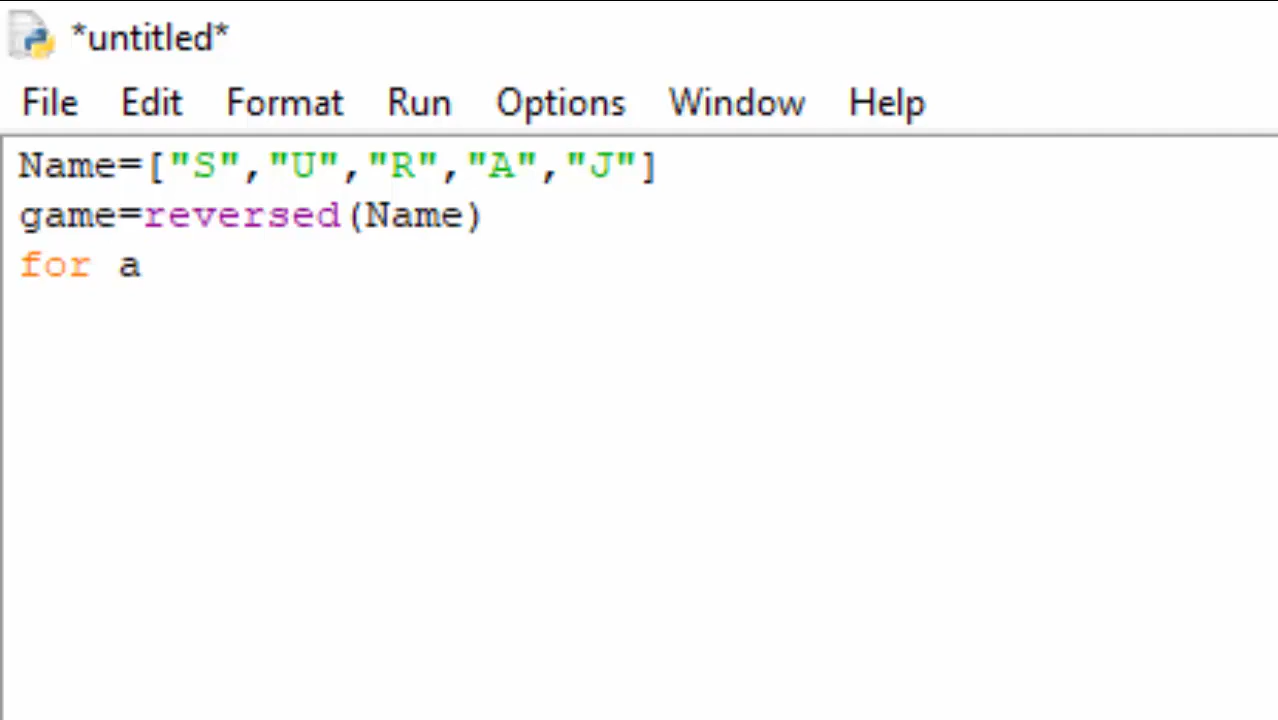 *untitled*
File Edit Format Run Options Window Help
Name=["S","U","R","A","J"]
game=reversed(Name)
for a